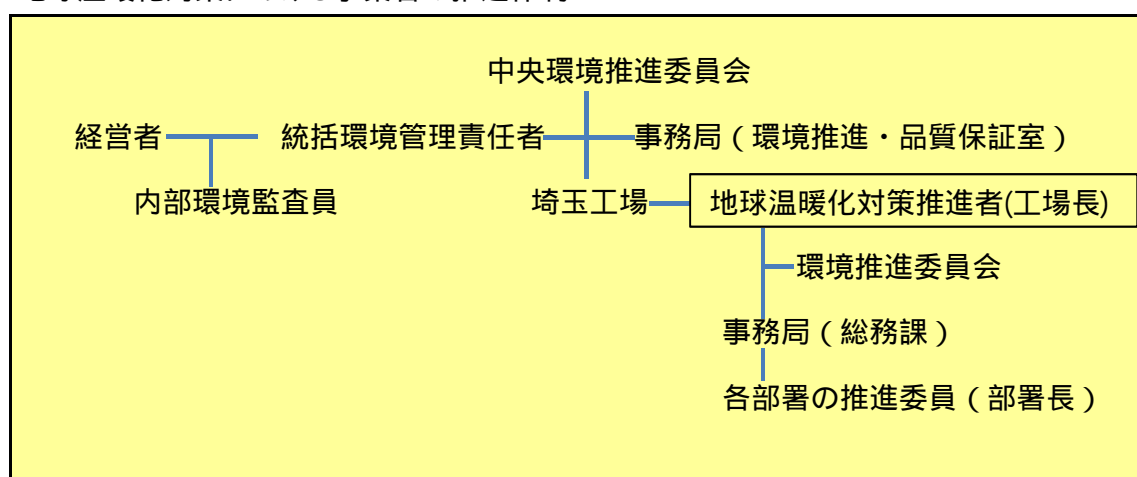 中央環境推進委員会
経営者 統括環境管理責任者 事務局（環境推進・品質保証室）
内部環境監査員 埼玉工場 地球温暖化対策推進者(工場長)
環境推進委員会
事務局（総務課）
各部署の推進委員（部署長）